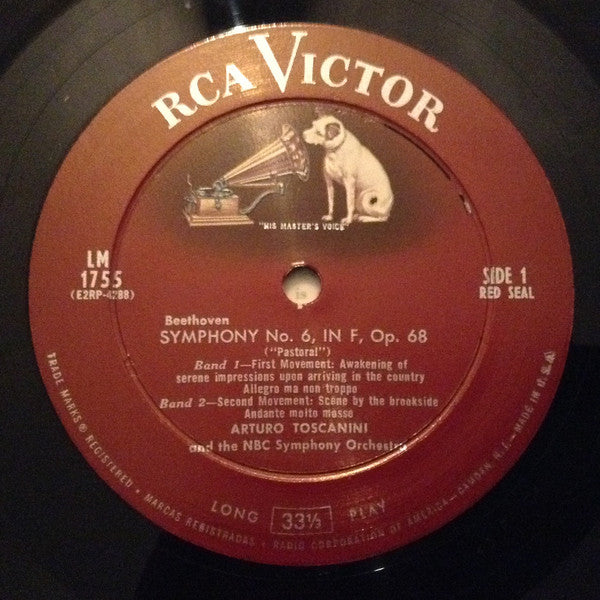 RCA VICTOR
"HIS MASTER'S VOICE"
LM
1755
(E2RP-4288)
SIDE 1
RED SEAL
1S
Beethoven
SYMPHONY No. 6, IN F, Op. 68
("Pastoral")
Band 1—First Movement: Awakening of
serene impressions upon arriving in the country
Allegro ma non troppo
Band 2—Second Movement: Scene by the brookside
Andante molto mosso
ARTURO TOSCANINI
and the NBC Symphony Orchestra
LONG 33⅓ PLAY
TRADE MARKS ® REGISTERED • MARCAS REGISTRADAS • RADIO CORPORATION OF AMERICA—CAMDEN, N.J.—MADE IN U.S.A.